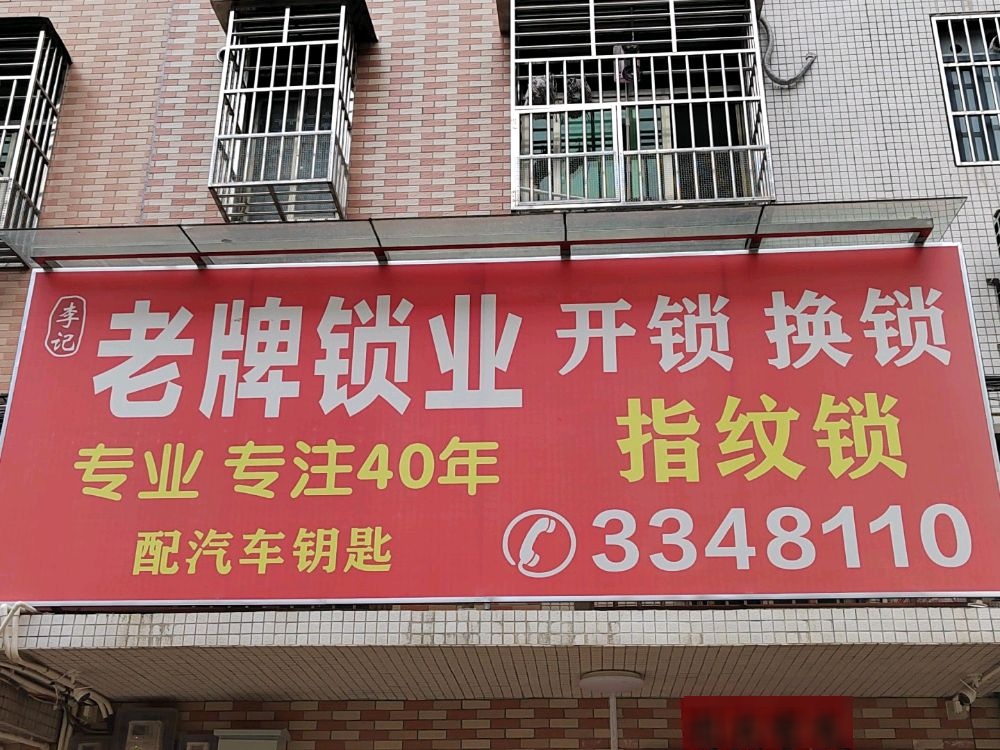 李记
老牌锁业
开锁 换锁
指纹锁
专业 专注40年
配汽车钥匙
3348110